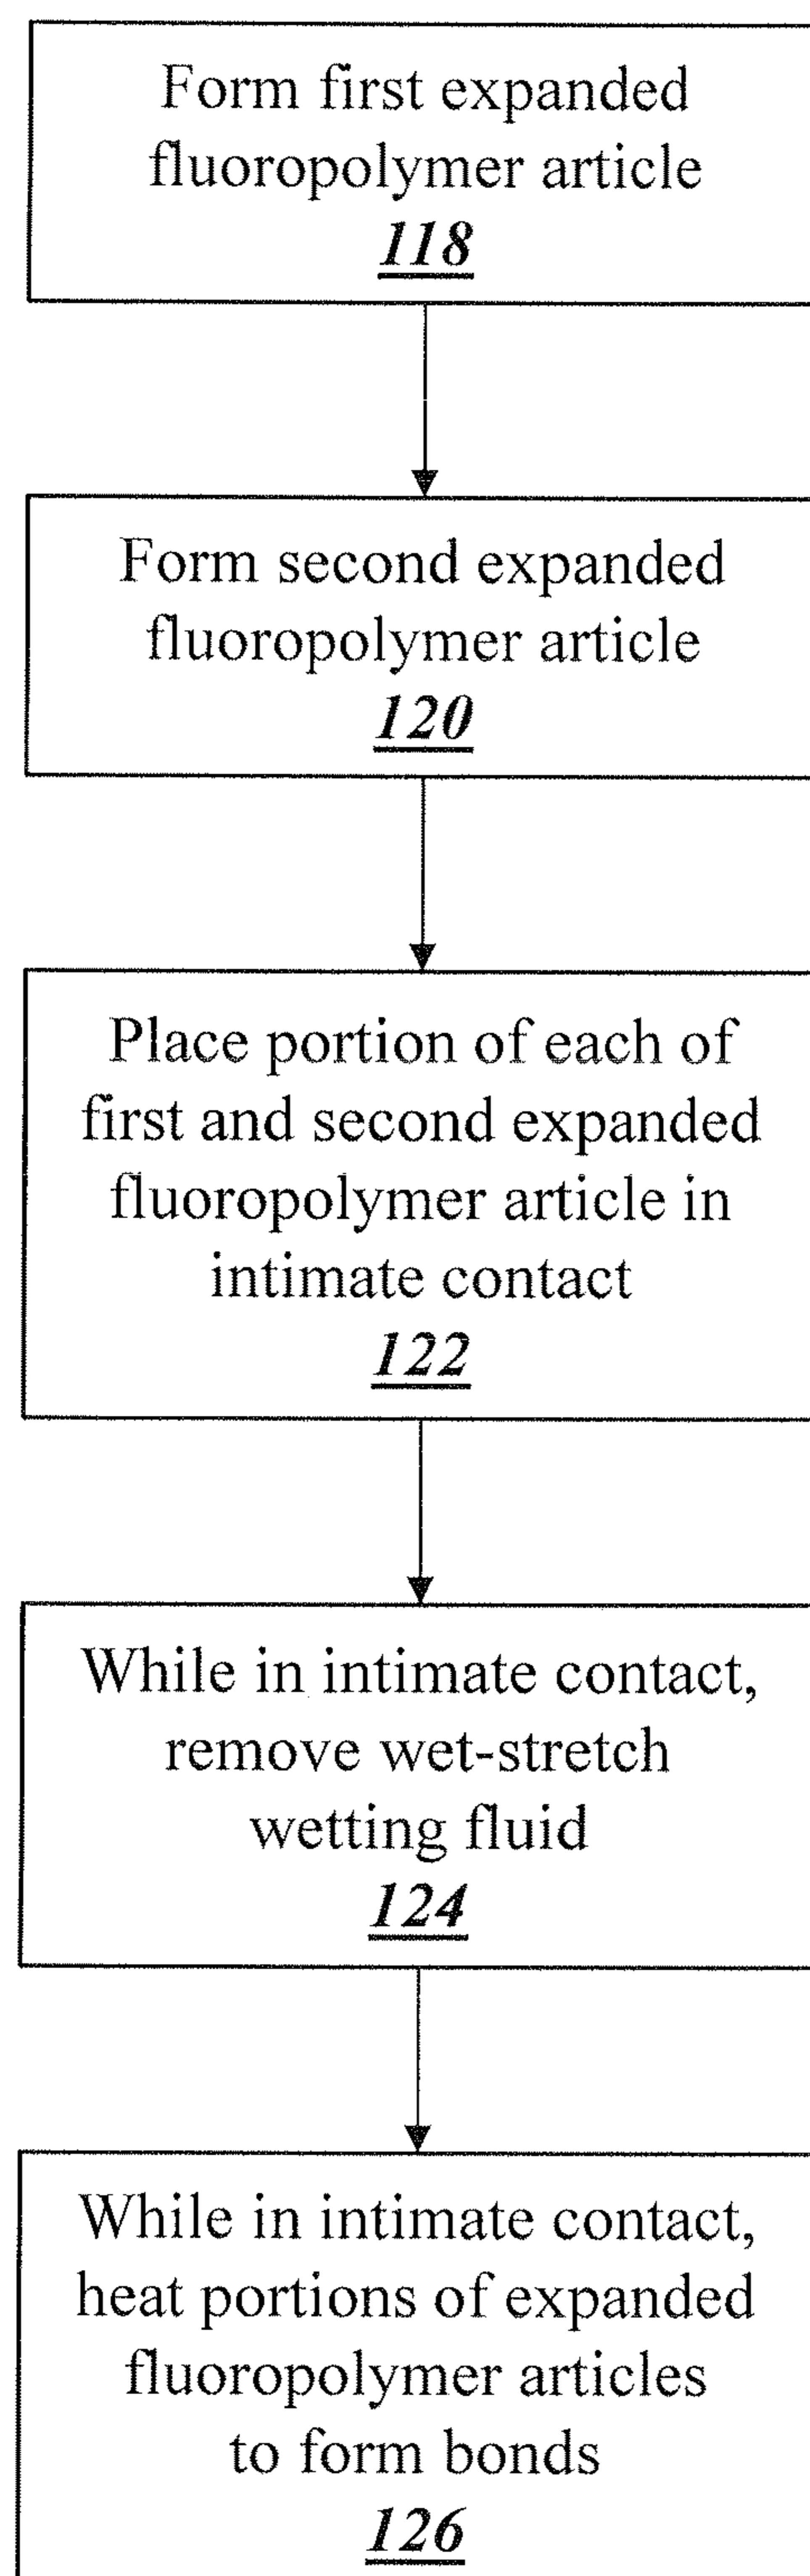 Form first expanded
fluoropolymer article
118
Form second expanded
fluoropolymer article
120
Place portion of each of
first and second expanded
fluoropolymer article in
intimate contact
122
While in intimate contact,
remove wet-stretch
wetting fluid
124
While in intimate contact,
heat portions of expanded
fluoropolymer articles
to form bonds
126